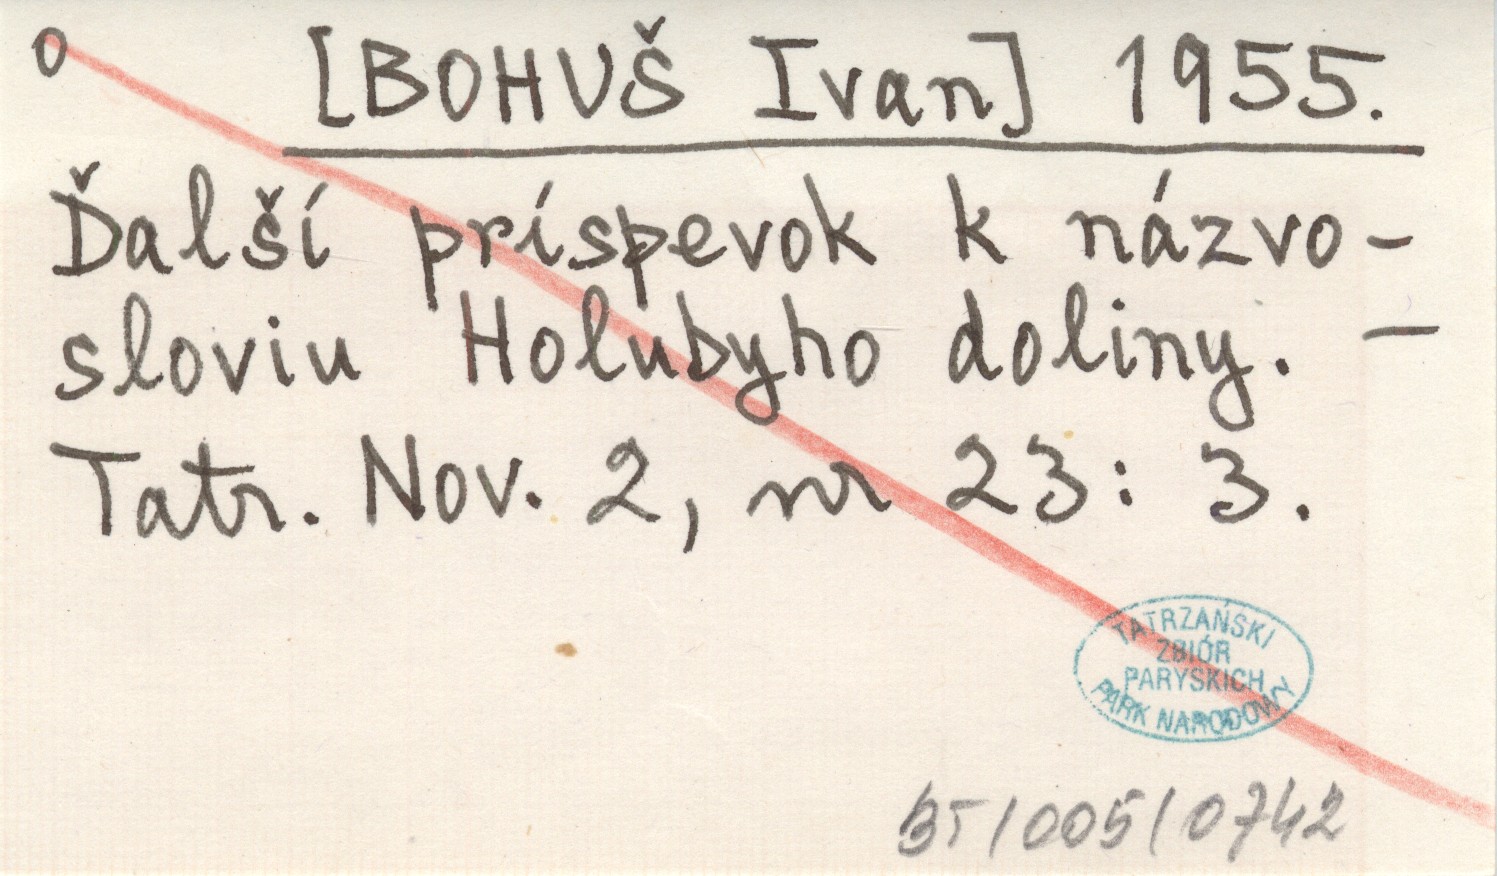 o [BOHUŠ Ivan] 1955.
Ďalší príspevok k názvo-
sloviu Holubyho doliny. –
Tatr. Nov. 2, nr 23: 3.
TATRZAŃSKI
ZBIÓR
PARYSKICH
PARK NARODOWY
BT/005/0742